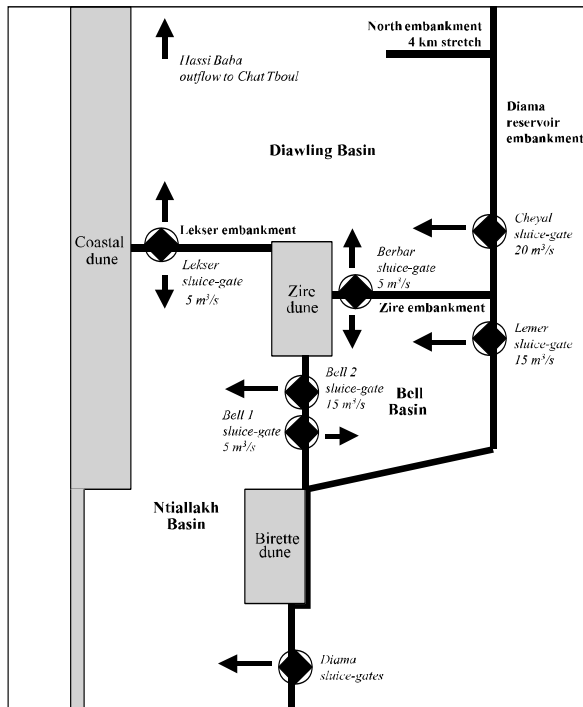 North embankment
4 km stretch
Hassi Baba
outflow to Chat Tboul
Diama
reservoir
embankment
Diawling Basin
Cheyal
sluice-gate
20 m³/s
Lekser embankment
Coastal
dune
Berbar
sluice-gate
5 m³/s
Lekser
sluice-gate
5 m³/s
Zire
dune
Zire embankment
Lemer
sluice-gate
15 m³/s
Bell 2
sluice-gate
15 m³/s
Bell
Basin
Bell 1
sluice-gate
5 m³/s
Ntiallakh
Basin
Birette
dune
Diama
sluice-gates